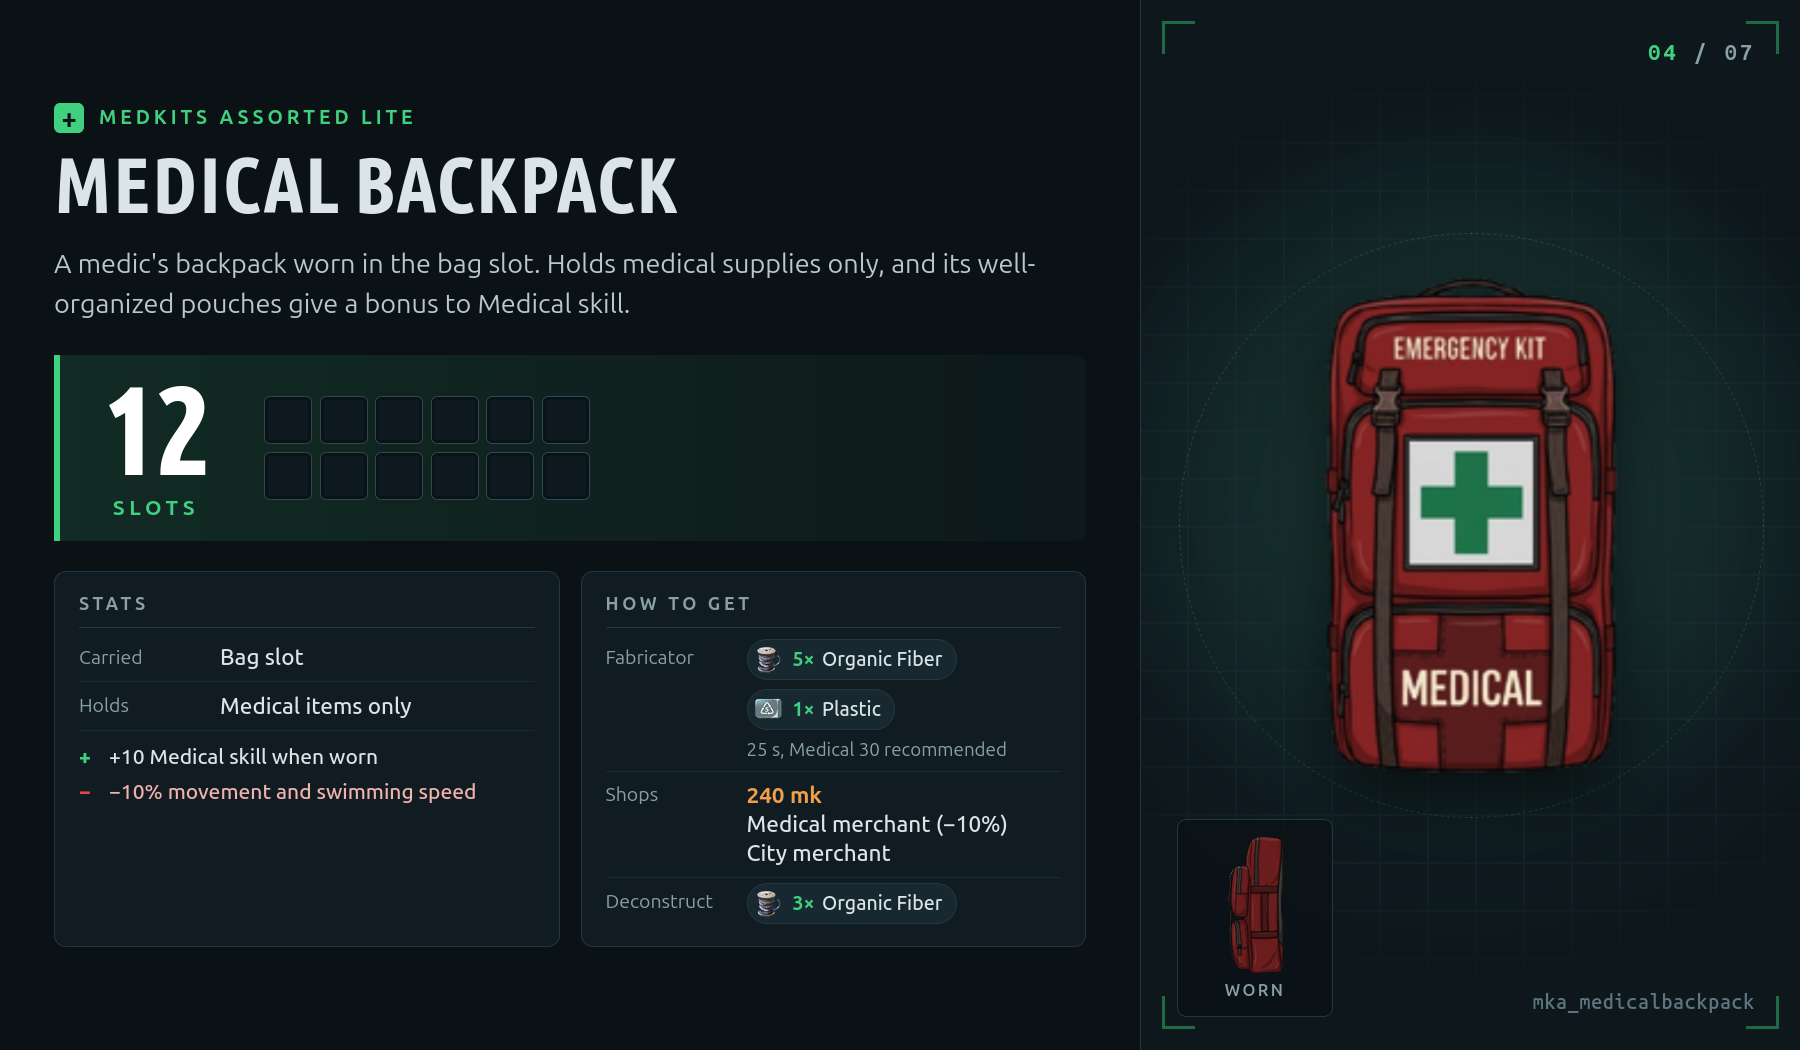 MEDKITS ASSORTED LITE
MEDICAL BACKPACK
A medic's backpack worn in the bag slot. Holds medical supplies only, and its well-
organized pouches give a bonus to Medical skill.
12
SLOTS
STATS
Carried Bag slot
Holds Medical items only
+ +10 Medical skill when worn
− −10% movement and swimming speed
HOW TO GET
Fabricator 5× Organic Fiber
1× Plastic
25 s, Medical 30 recommended
Shops 240 mk
Medical merchant (−10%)
City merchant
Deconstruct 3× Organic Fiber
04 / 07
EMERGENCY KIT
MEDICAL
WORN
mka_medicalbackpack